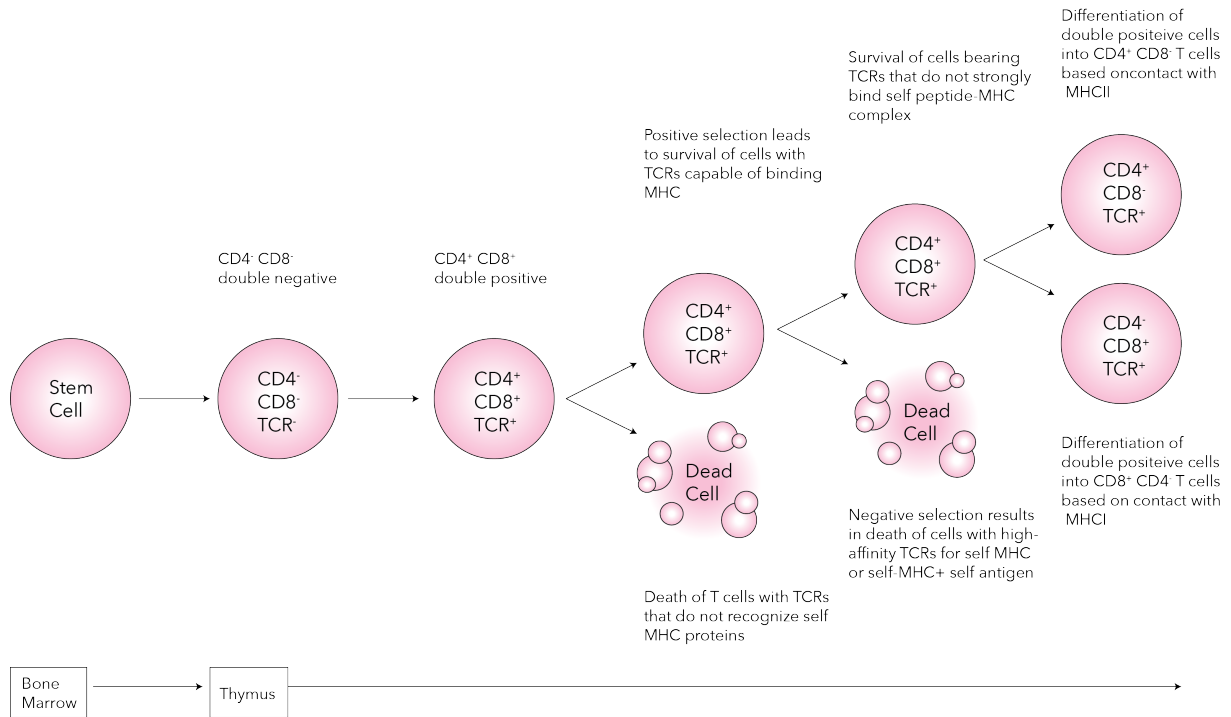 Differentiation of
double positeive cells
into CD4⁺ CD8⁻ T cells
based oncontact with
MHCII
Survival of cells bearing
TCRs that do not strongly
bind self peptide-MHC
complex
Positive selection leads
to survival of cells with
TCRs capable of binding
MHC
CD4⁻ CD8⁻
double negative
CD4⁺ CD8⁺
double positive
Stem
Cell
CD4⁻
CD8⁻
TCR⁻
CD4⁺
CD8⁺
TCR⁺
CD4⁺
CD8⁺
TCR⁺
CD4⁺
CD8⁺
TCR⁺
CD4⁺
CD8⁻
TCR⁺
CD4⁻
CD8⁺
TCR⁺
Dead
Cell
Dead
Cell
Differentiation of
double positeive cells
into CD8⁺ CD4⁻ T cells
based on contact with
MHCI
Negative selection results
in death of cells with high-
affinity TCRs for self MHC
or self-MHC+ self antigen
Death of T cells with TCRs
that do not recognize self
MHC proteins
Bone
Marrow
Thymus